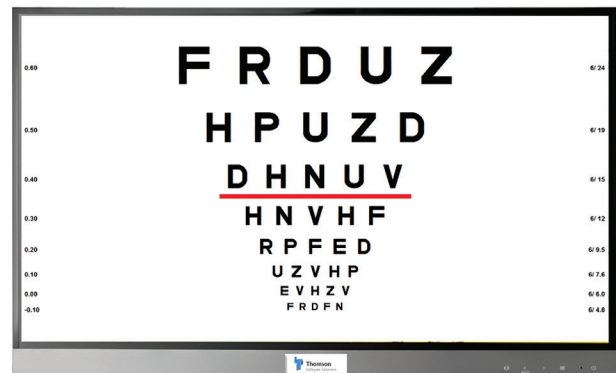 0.60 F R D U Z 6/ 24
0.50 H P U Z D 6/ 19
0.40 D H N U V 6/ 15
0.30 H N V H F 6/ 12
0.20 R P F E D 6/ 9.5
0.10 U Z V H P 6/ 7.6
0.00 E V H Z V 6/ 6.0
-0.10 F R D F N 6/ 4.8
Thomson